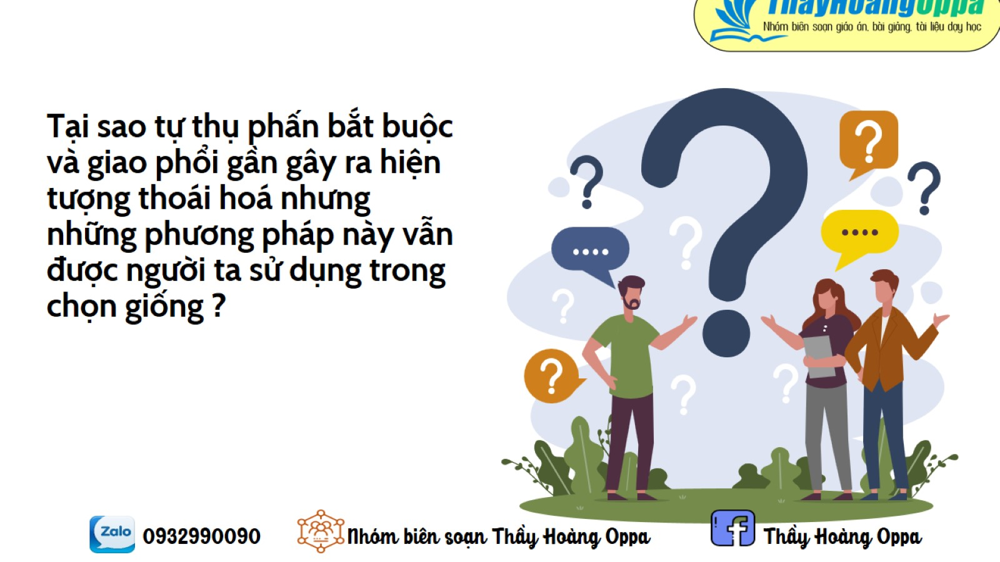 ThầyHoàngOppa
Nhóm biên soạn giáo án, bài giảng, tài liệu dạy học
Tại sao tự thụ phấn bắt buộc
và giao phổi gần gây ra hiện
tượng thoái hoá nhưng
những phương pháp này vẫn
được người ta sử dụng trong
chọn giống ?
Zalo
0932990090
Nhóm biên soạn Thầy Hoàng Oppa
Thầy Hoàng Oppa